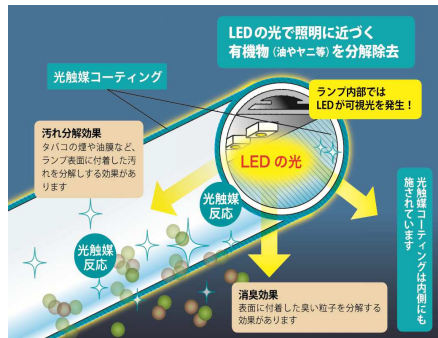 LEDの光で照明に近づく
有機物（油やヤニ等）を分解除去
光触媒コーティング
ランプ内部では
LEDが可視光を発生！
汚れ分解効果
タバコの煙や油膜など、
ランプ表面に付着した汚
れを分解しする効果があ
ります
LEDの光
光触媒
反応
光触媒
反応
光触媒コーティングは内側にも
施されています
消臭効果
表面に付着した臭い粒子を分解する
効果があります